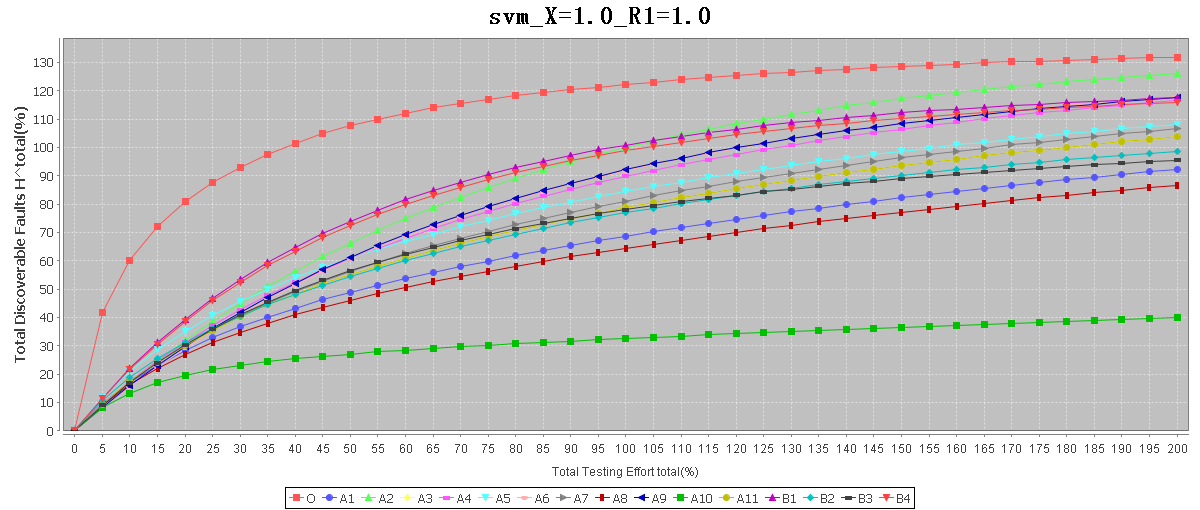 svm_X=1.0_R1=1.0
Total Discoverable Faults H^total(%)
130
120
110
100
90
80
70
60
50
40
30
20
10
0
0 5 10 15 20 25 30 35 40 45 50 55 60 65 70 75 80 85 90 95 100 105 110 115 120 125 130 135 140 145 150 155 160 165 170 175 180 185 190 195 200
Total Testing Effort total(%)
O A1 A2 A3 A4 A5 A6 A7 A8 A9 A10 A11 B1 B2 B3 B4